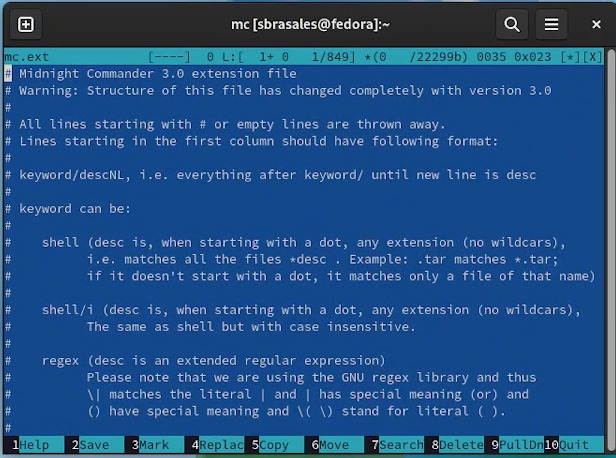 mc [sbrasales@fedora]:~
mc.ext [----] 0 L:[ 1+ 0 1/849] *(0 /22299b) 0035 0x023 [*][X]
# Midnight Commander 3.0 extension file
# Warning: Structure of this file has changed completely with version 3.0
#
# All lines starting with # or empty lines are thrown away.
# Lines starting in the first column should have following format:
#
# keyword/descNL, i.e. everything after keyword/ until new line is desc
#
# keyword can be:
#
# shell (desc is, when starting with a dot, any extension (no wildcars),
# i.e. matches all the files *desc . Example: .tar matches *.tar;
# if it doesn't start with a dot, it matches only a file of that name)
#
# shell/i (desc is, when starting with a dot, any extension (no wildcars),
# The same as shell but with case insensitive.
#
# regex (desc is an extended regular expression)
# Please note that we are using the GNU regex library and thus
# \| matches the literal | and | has special meaning (or) and
# () have special meaning and \( \) stand for literal ( ).
#
1Help 2Save 3Mark 4Replac 5Copy 6Move 7Search 8Delete 9PullDn 10Quit